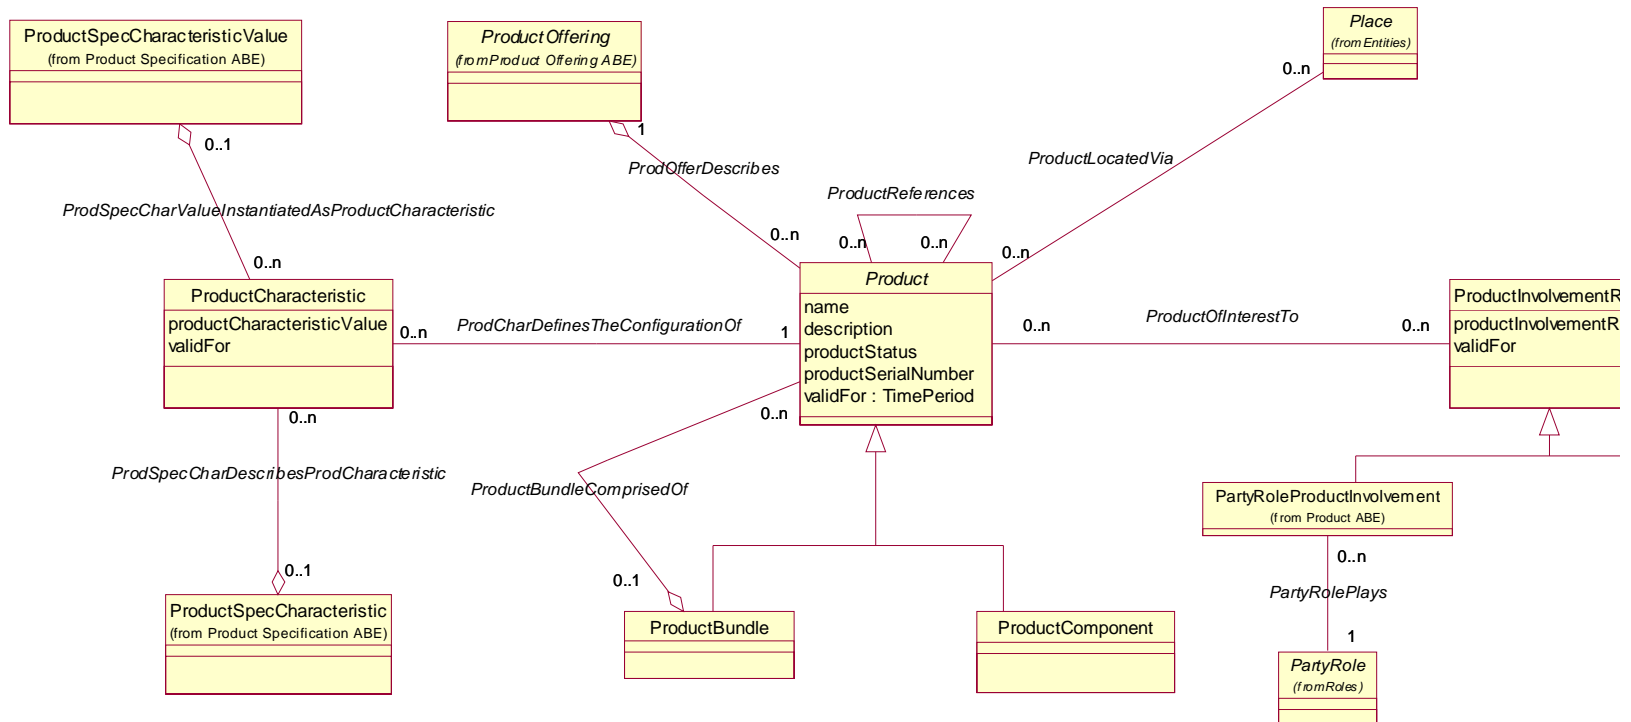 ProductSpecCharacteristicValue
(from Product Specification ABE)
0..1
ProdSpecCharValueInstantiatedAsProductCharacteristic
0..n
ProductOffering
(from Product Offering ABE)
1
ProdOfferDescribes
0..n
Place
(from Entities)
0..n
ProductLocatedVia
0..n
ProductReferences
0..n
0..n
ProductCharacteristic
productCharacteristicValue
validFor
0..n
ProdCharDefinesTheConfigurationOf
1
Product
name
description
productStatus
productSerialNumber
validFor : TimePeriod
0..n
ProductOfInterestTo
0..n
ProductInvolvementR
productInvolvementR
validFor
0..n
ProdSpecCharDescribesProdCharacteristic
0..1
ProductSpecCharacteristic
(from Product Specification ABE)
0..n
ProductBundleComprisedOf
0..1
ProductBundle
ProductComponent
PartyRoleProductInvolvement
(from Product ABE)
0..n
PartyRolePlays
1
PartyRole
(from Roles)